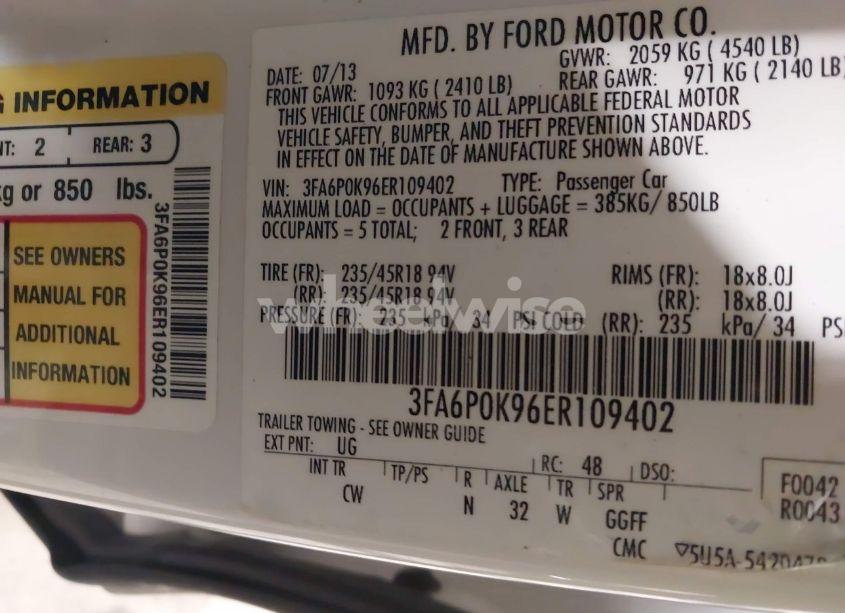 G INFORMATION
NT: 2 REAR: 3
kg or 850 lbs.
SEE OWNERS
MANUAL FOR
ADDITIONAL
INFORMATION
3FA6P0K96ER109402
MFD. BY FORD MOTOR CO.
DATE: 07/13 GVWR: 2059 KG ( 4540 LB)
FRONT GAWR: 1093 KG ( 2410 LB) REAR GAWR: 971 KG ( 2140 LB)
THIS VEHICLE CONFORMS TO ALL APPLICABLE FEDERAL MOTOR
VEHICLE SAFETY, BUMPER, AND THEFT PREVENTION STANDARDS
IN EFFECT ON THE DATE OF MANUFACTURE SHOWN ABOVE.
VIN: 3FA6P0K96ER109402 TYPE: Passenger Car
MAXIMUM LOAD = OCCUPANTS + LUGGAGE = 385KG/ 850LB
OCCUPANTS = 5 TOTAL; 2 FRONT, 3 REAR
TIRE (FR): 235/45R18 94V RIMS (FR): 18x8.0J
(RR): 235/45R18 94V (RR): 18x8.0J
PRESSURE (FR): 235 kPa/ 34 PSI COLD (RR): 235 kPa/ 34 PS
wheelwise
3FA6P0K96ER109402
TRAILER TOWING - SEE OWNER GUIDE
EXT PNT: UG RC: 48 DSO:
INT TR TP/PS R AXLE TR SPR
CW N 32 W GGFF
CMC
F0042
R0043
▽5U5A-5420472